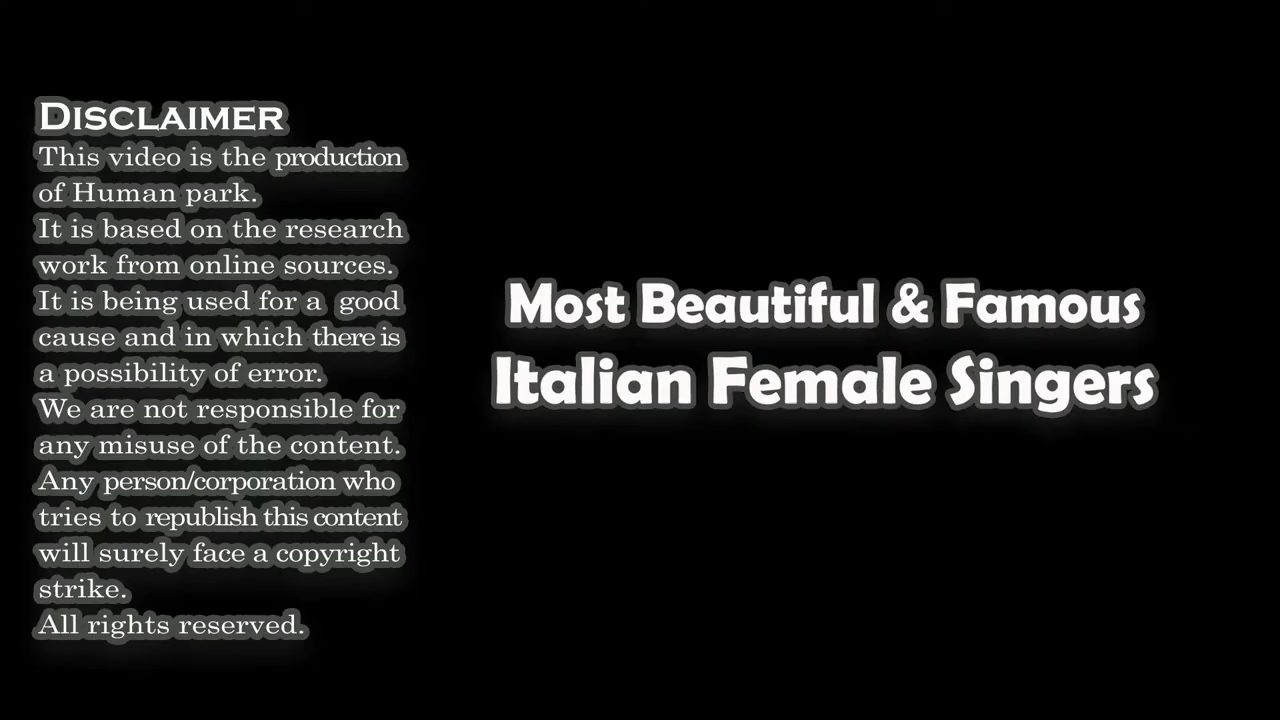 DISCLAIMER
This video is the production
of Human park.
It is based on the research
work from online sources.
It is being used for a good
cause and in which there is
a possibility of error.
We are not responsible for
any misuse of the content.
Any person/corporation who
tries to republish this content
will surely face a copyright
strike.
All rights reserved.
Most Beautiful & Famous
Italian Female Singers